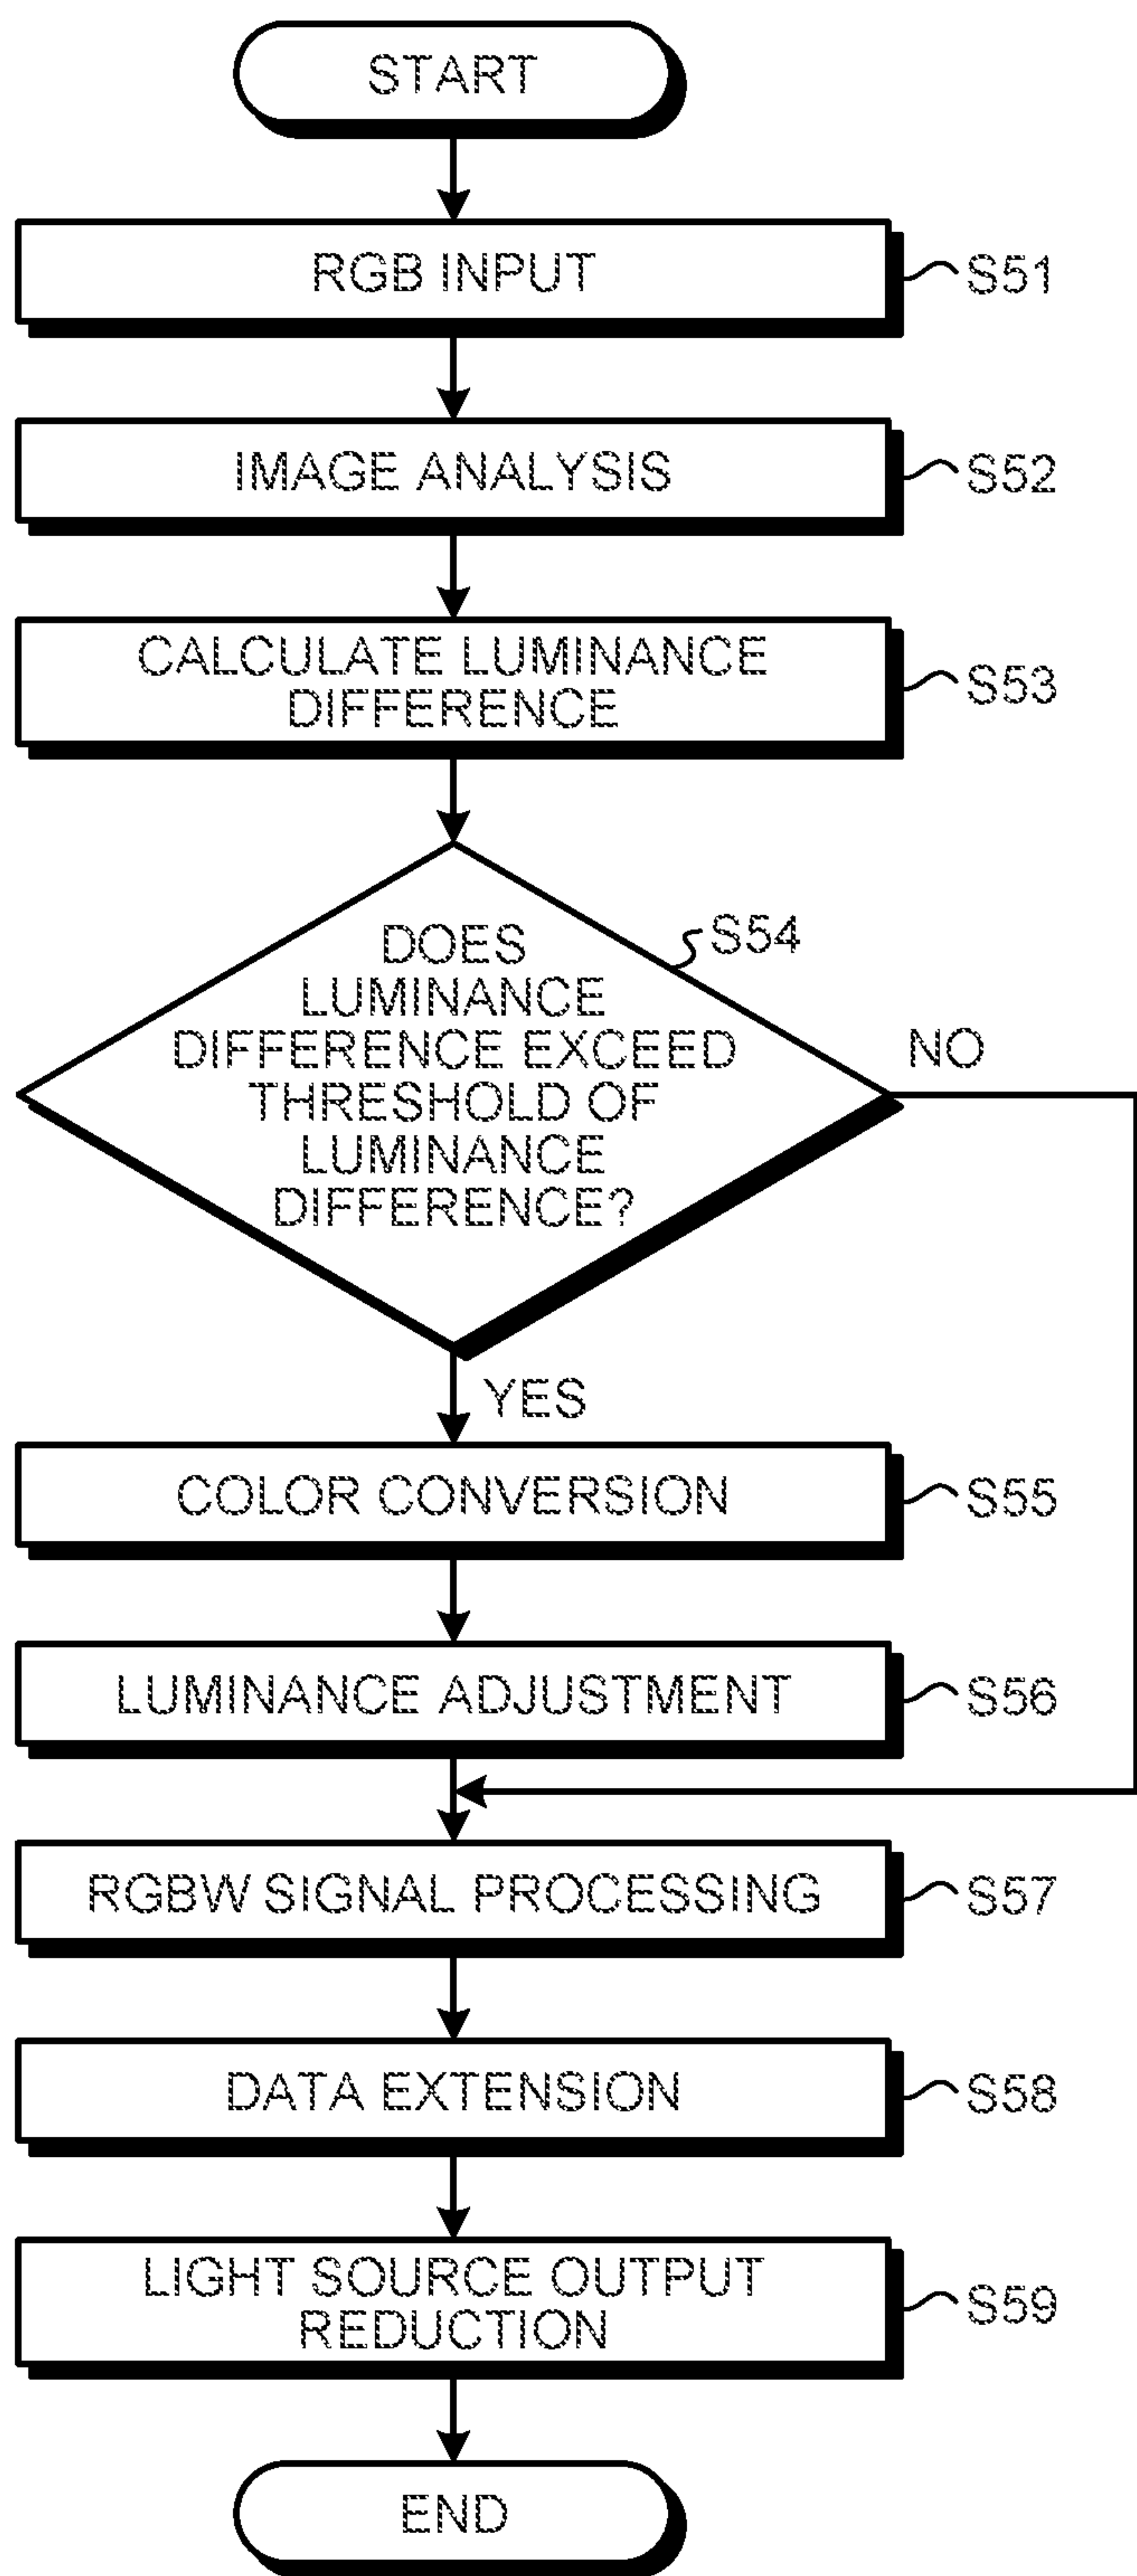 START
RGB INPUT
S51
IMAGE ANALYSIS
S52
CALCULATE LUMINANCE
DIFFERENCE
S53
DOES
LUMINANCE
DIFFERENCE EXCEED
THRESHOLD OF
LUMINANCE
DIFFERENCE?
S54
NO
YES
COLOR CONVERSION
S55
LUMINANCE ADJUSTMENT
S56
RGBW SIGNAL PROCESSING
S57
DATA EXTENSION
S58
LIGHT SOURCE OUTPUT
REDUCTION
S59
END